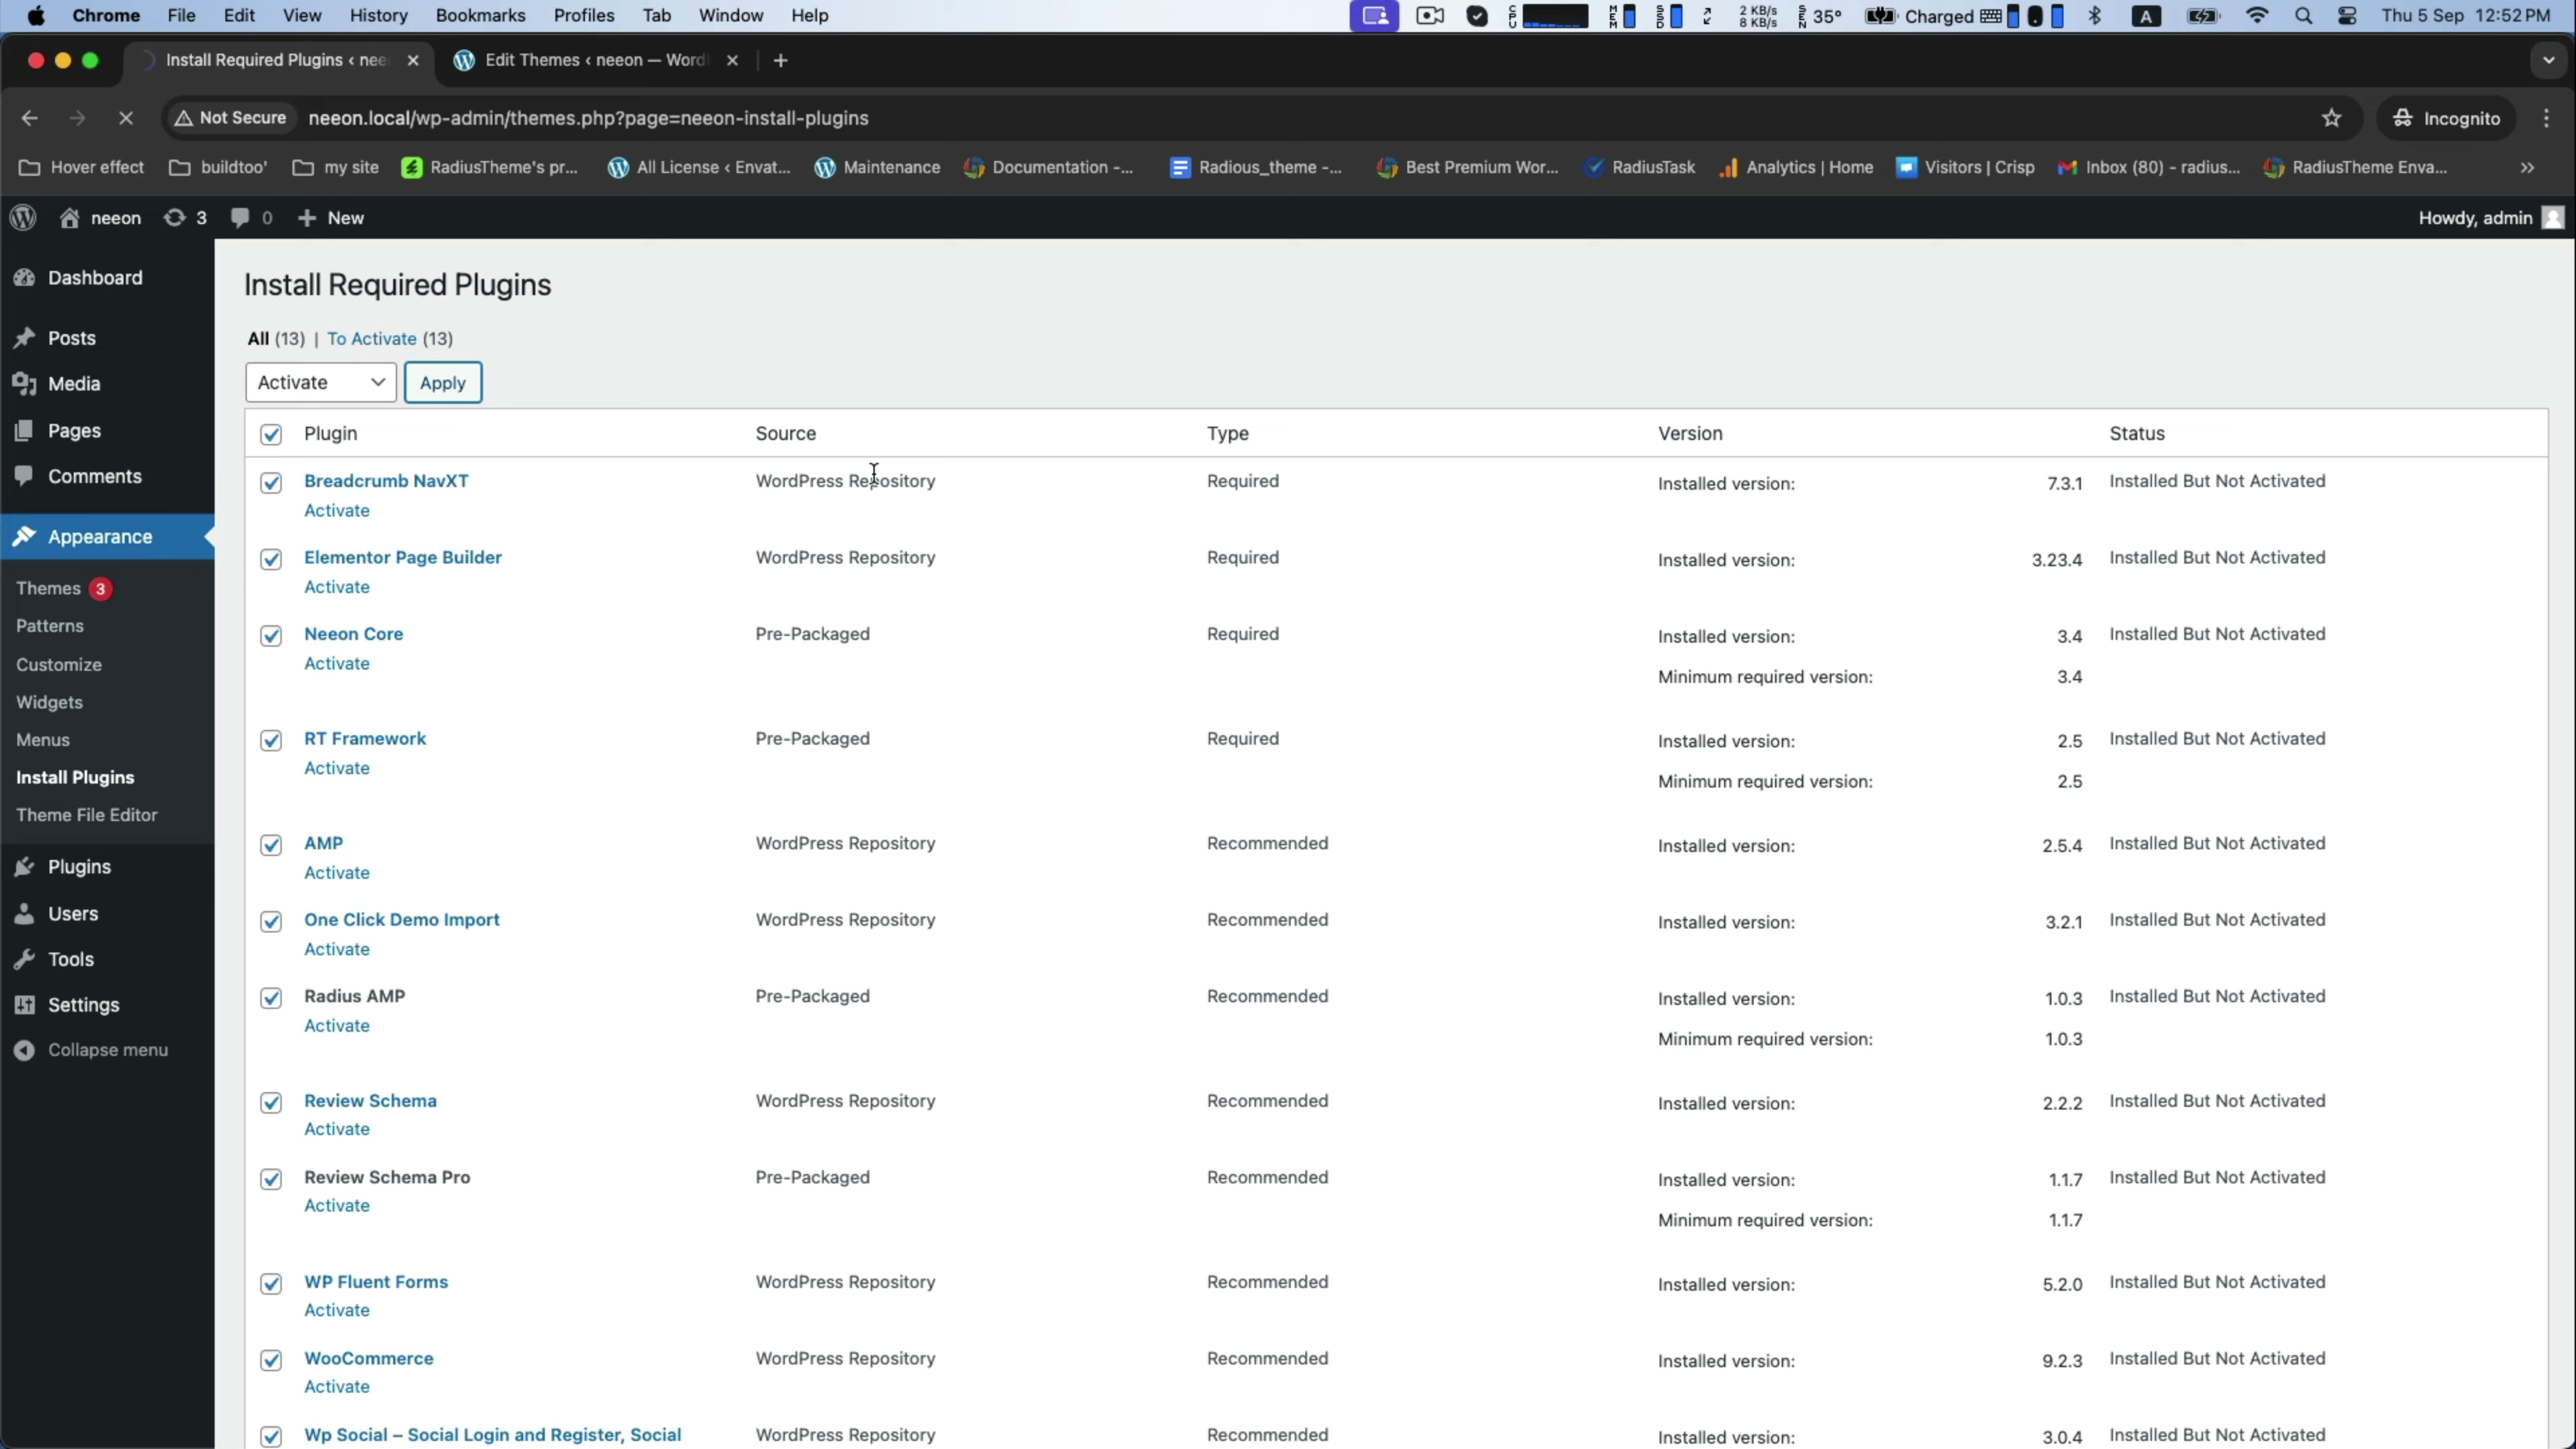 Chrome File Edit View History Bookmarks Profiles Tab Window Help CPU MEM SSD 2 KB/s 8 KB/s SEN 35° Charged A Thu 5 Sep 12:52 PM
Install Required Plugins ‹ nee Edit Themes ‹ neeon — Word
Not Secure neeon.local/wp-admin/themes.php?page=neeon-install-plugins Incognito
Hover effect buildtoo' my site RadiusTheme's pr... All License ‹ Envat... Maintenance Documentation -... Radious_theme -... Best Premium Wor... RadiusTask Analytics | Home Visitors | Crisp Inbox (80) - radius... RadiusTheme Enva... »
neeon 3 0 New Howdy, admin
Dashboard
Posts
Media
Pages
Comments
Appearance
Themes 3
Patterns
Customize
Widgets
Menus
Install Plugins
Theme File Editor
Plugins
Users
Tools
Settings
Collapse menu
Install Required Plugins
All (13) | To Activate (13)
Activate Apply
Plugin Source Type Version Status
Breadcrumb NavXT WordPress Repository Required Installed version: 7.3.1 Installed But Not Activated
Activate
Elementor Page Builder WordPress Repository Required Installed version: 3.23.4 Installed But Not Activated
Activate
Neeon Core Pre-Packaged Required Installed version: 3.4 Installed But Not Activated
Activate
Minimum required version: 3.4
RT Framework Pre-Packaged Required Installed version: 2.5 Installed But Not Activated
Activate
Minimum required version: 2.5
AMP WordPress Repository Recommended Installed version: 2.5.4 Installed But Not Activated
Activate
One Click Demo Import WordPress Repository Recommended Installed version: 3.2.1 Installed But Not Activated
Activate
Radius AMP Pre-Packaged Recommended Installed version: 1.0.3 Installed But Not Activated
Activate
Minimum required version: 1.0.3
Review Schema WordPress Repository Recommended Installed version: 2.2.2 Installed But Not Activated
Activate
Review Schema Pro Pre-Packaged Recommended Installed version: 1.1.7 Installed But Not Activated
Activate
Minimum required version: 1.1.7
WP Fluent Forms WordPress Repository Recommended Installed version: 5.2.0 Installed But Not Activated
Activate
WooCommerce WordPress Repository Recommended Installed version: 9.2.3 Installed But Not Activated
Activate
Wp Social – Social Login and Register, Social WordPress Repository Recommended Installed version: 3.0.4 Installed But Not Activated